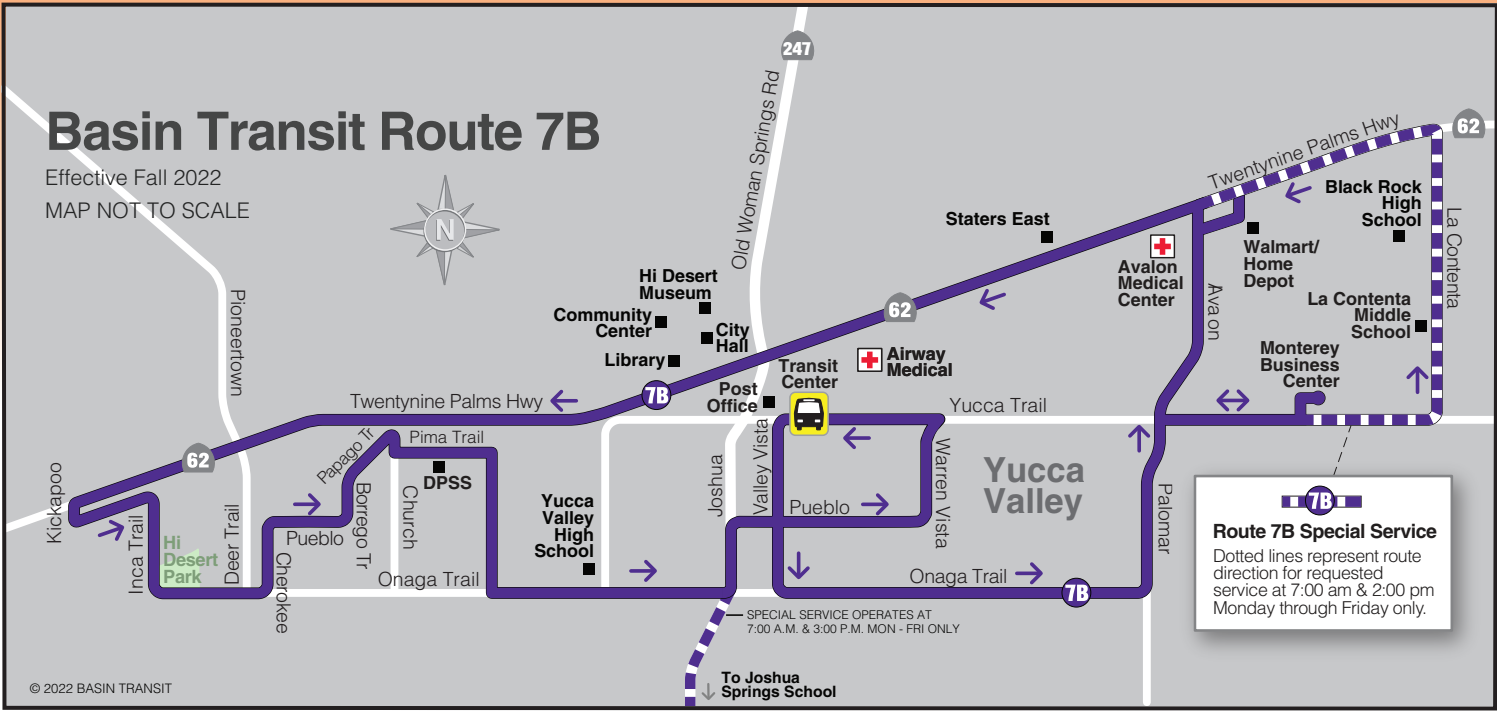 247
Basin Transit Route 7B
Effective Fall 2022
MAP NOT TO SCALE
N
Old Woman Springs Rd
Twentynine Palms Hwy
62
Black Rock
High
School
La Contenta
Staters East
Avalon
Medical
Center
Walmart/
Home
Depot
Ava on
La Contenta
Middle
School
Hi Desert
Museum
Community
Center
City
Hall
Library
62
Airway
Medical
Transit
Center
Post
Office
Monterey
Business
Center
Pioneertown
7B
Twentynine Palms Hwy
Yucca Trail
62
Kickapoo
Papago Tr
Pima Trail
DPSS
Borrego Tr
Church
Yucca
Valley
High
School
Joshua
Valley Vista
Warren Vista
Pueblo
Yucca
Valley
Palomar
Inca Trail
Hi
Desert
Park
Deer Trail
Pueblo
Cherokee
Onaga Trail
Onaga Trail
7B
7B
Route 7B Special Service
Dotted lines represent route
direction for requested
service at 7:00 am & 2:00 pm
Monday through Friday only.
SPECIAL SERVICE OPERATES AT
7:00 A.M. & 3:00 P.M. MON - FRI ONLY
To Joshua
Springs School
© 2022 BASIN TRANSIT